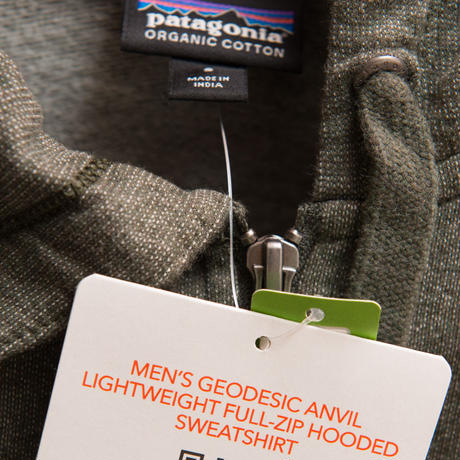 patagonia
ORGANIC COTTON
MADE IN
INDIA
MEN'S GEODESIC ANVIL
LIGHTWEIGHT FULL-ZIP HOODED
SWEATSHIRT